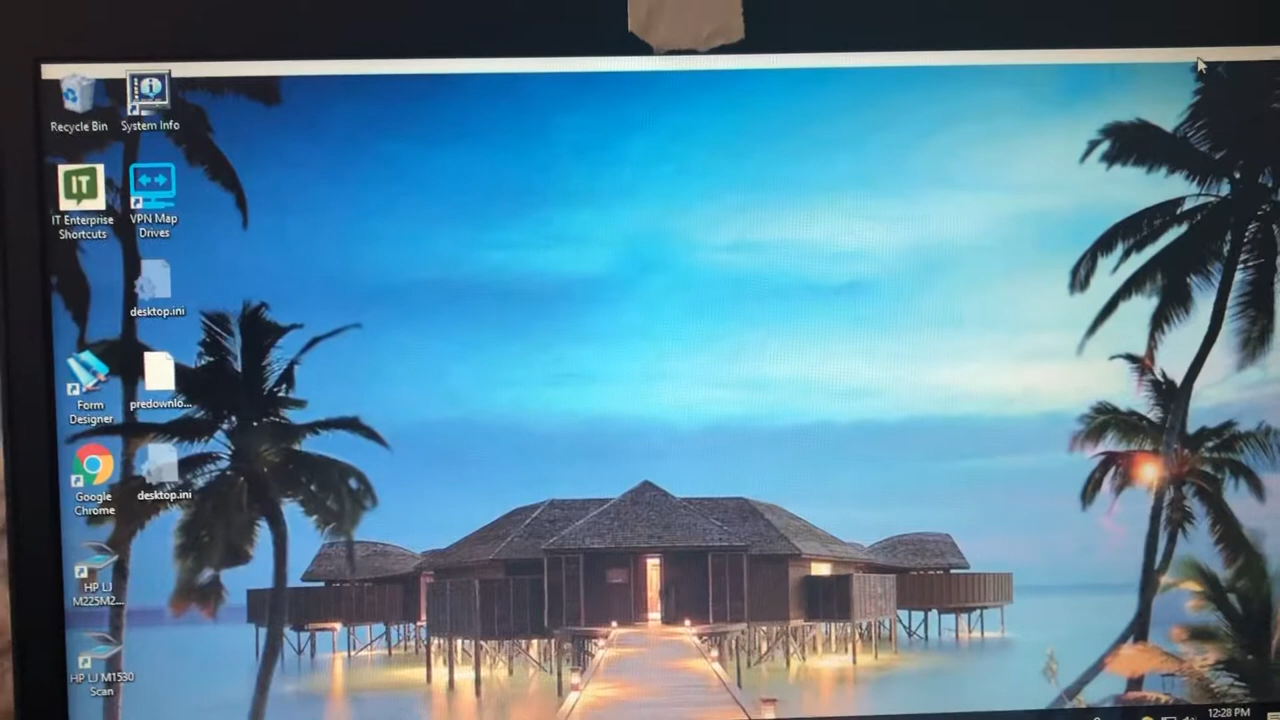 Recycle Bin
System Info
IT
IT Enterprise
Shortcuts
VPN Map
Drives
desktop.ini
Form
Designer
predownlo...
Google
Chrome
desktop.ini
HP LJ
M225M2...
HP LJ M1530
Scan
12:28 PM